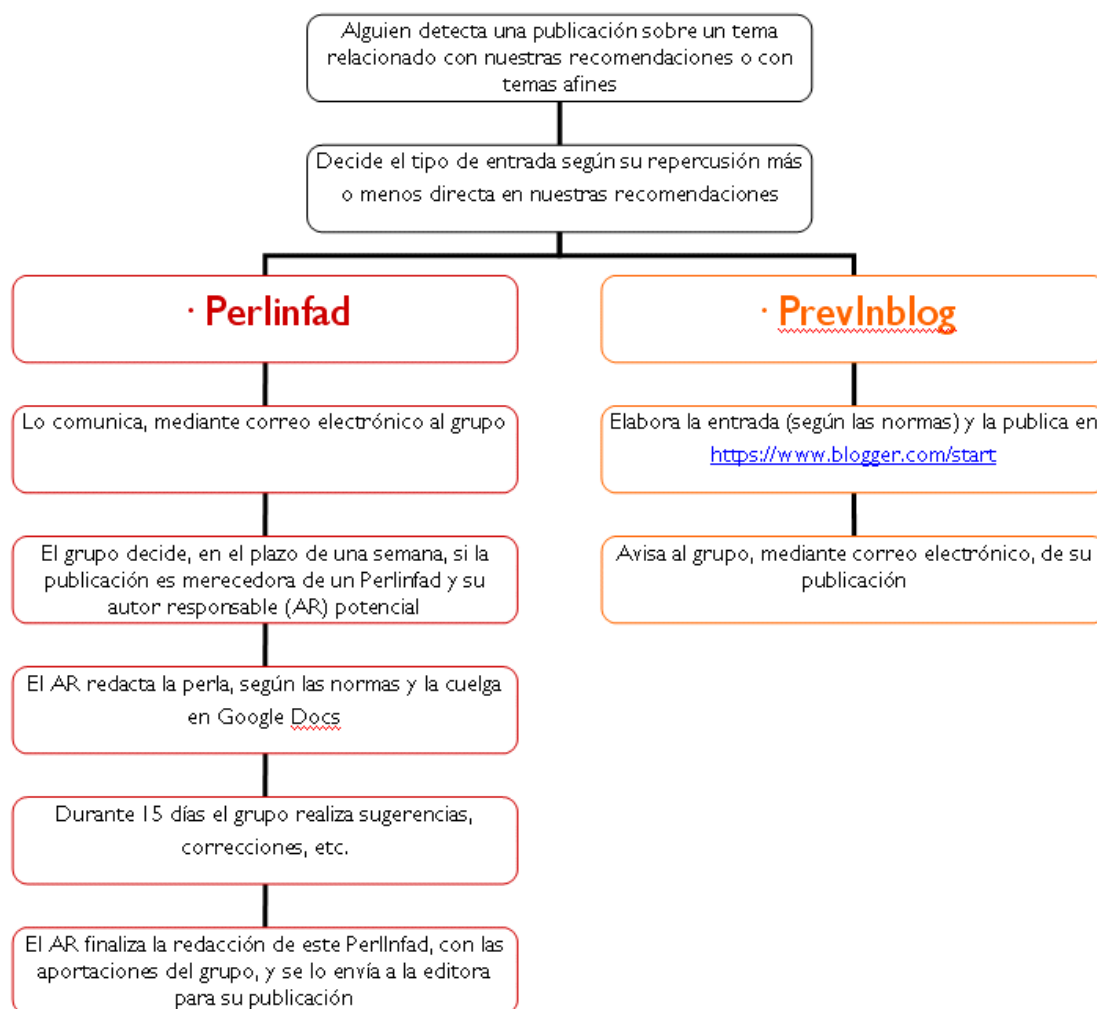 Alguien detecta una publicación sobre un tema
relacionado con nuestras recomendaciones o con
temas afines
Decide el tipo de entrada según su repercusión más
o menos directa en nuestras recomendaciones
· PerIinfad
Lo comunica, mediante correo electrónico al grupo
El grupo decide, en el plazo de una semana, si la
publicación es merecedora de un Perlinfad y su
autor responsable (AR) potencial
El AR redacta la perla, según las normas y la cuelga
en Google Docs
Durante 15 días el grupo realiza sugerencias,
correcciones, etc.
El AR finaliza la redacción de este PerlInfad, con las
aportaciones del grupo, y se lo envía a la editora
para su publicación
· PrevInblog
Elabora la entrada (según las normas) y la publica en
https://www.blogger.com/start
Avisa al grupo, mediante correo electrónico, de su
publicación